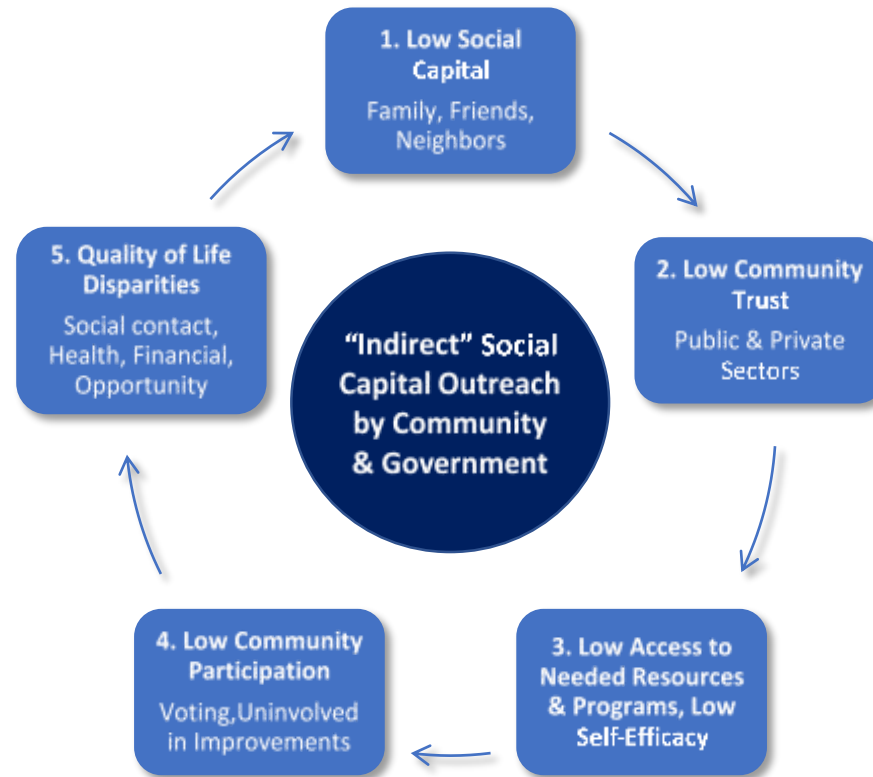 1. Low Social
Capital
Family, Friends,
Neighbors
2. Low Community
Trust
Public & Private
Sectors
3. Low Access to
Needed Resources
& Programs, Low
Self-Efficacy
4. Low Community
Participation
Voting,Uninvolved
in Improvements
5. Quality of Life
Disparities
Social contact,
Health, Financial,
Opportunity
“Indirect” Social
Capital Outreach
by Community
& Government